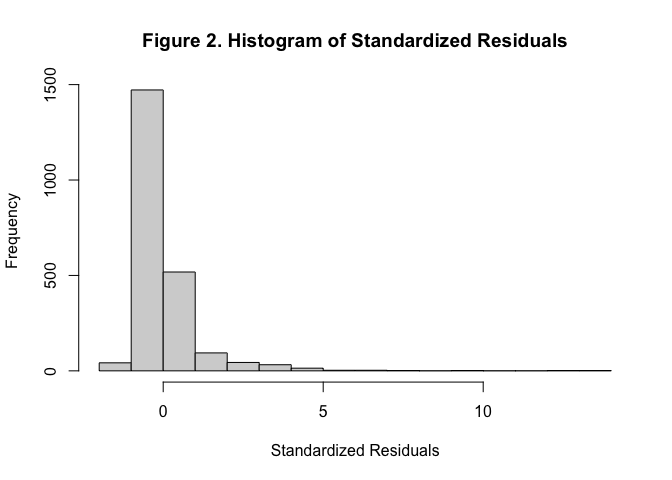 Figure 2. Histogram of Standardized Residuals
1500
1000
500
0
Frequency
0 5 10
Standardized Residuals